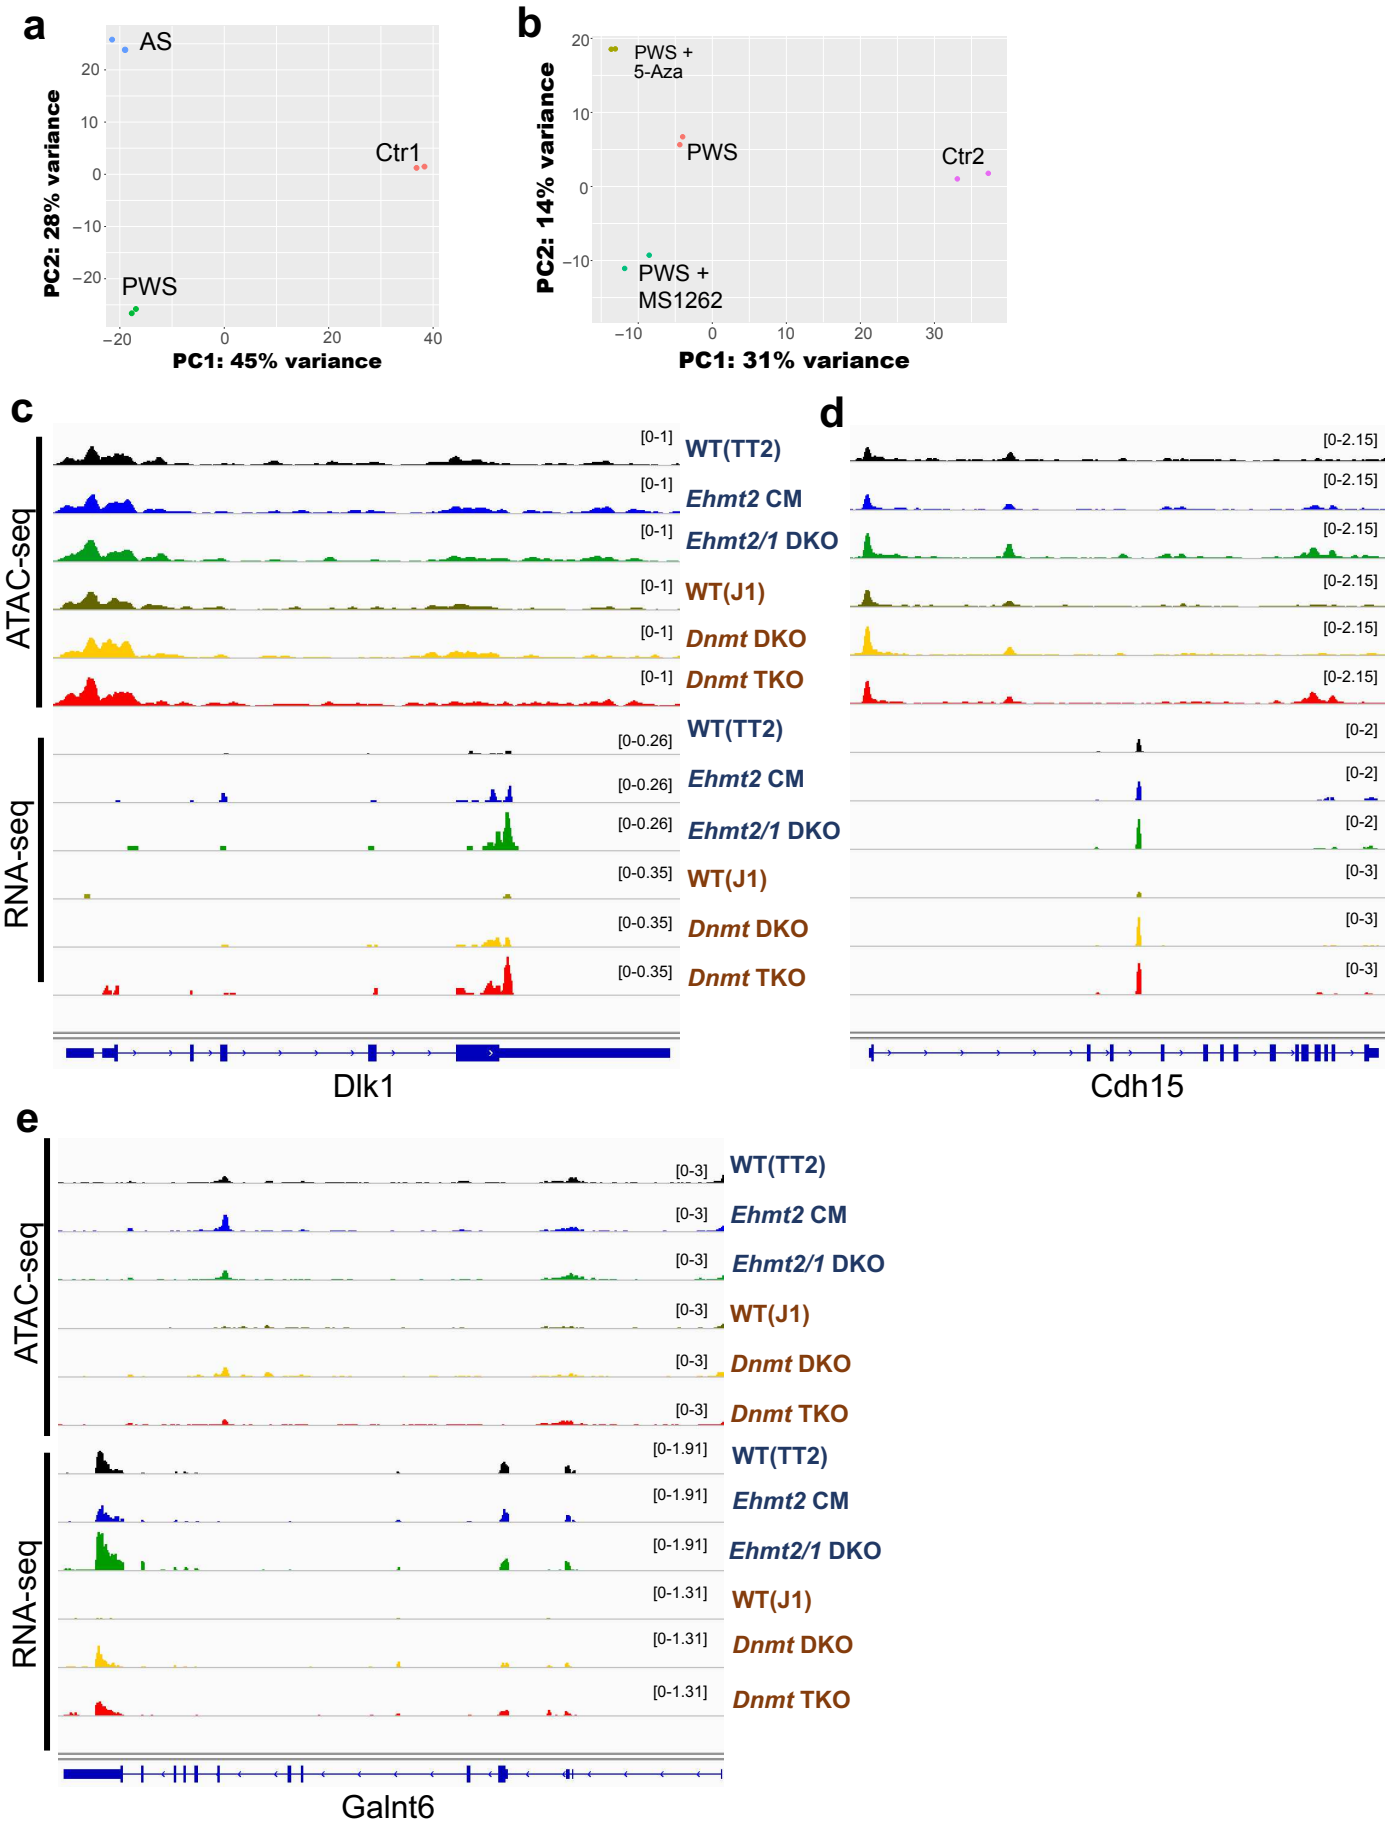 a
AS
Ctr1
PWS
20
10
0
−10
−20
−20
0
20
40
PC2: 28% variance
PC1: 45% variance
b
PWS +
5-Aza
PWS
Ctr2
PWS +
MS1262
20
10
0
−10
−10
0
10
20
30
PC2: 14% variance
PC1: 31% variance
c
ATAC-seq
[0-1]
WT(TT2)
[0-1]
Ehmt2 CM
[0-1]
Ehmt2/1 DKO
[0-1]
WT(J1)
[0-1]
Dnmt DKO
[0-1]
Dnmt TKO
RNA-seq
[0-0.26]
WT(TT2)
[0-0.26]
Ehmt2 CM
[0-0.26]
Ehmt2/1 DKO
[0-0.35]
WT(J1)
[0-0.35]
Dnmt DKO
[0-0.35]
Dnmt TKO
Dlk1
d
[0-2.15]
[0-2.15]
[0-2.15]
[0-2.15]
[0-2.15]
[0-2.15]
[0-2]
[0-2]
[0-2]
[0-3]
[0-3]
[0-3]
Cdh15
e
ATAC-seq
[0-3]
WT(TT2)
[0-3]
Ehmt2 CM
[0-3]
Ehmt2/1 DKO
[0-3]
WT(J1)
[0-3]
Dnmt DKO
[0-3]
Dnmt TKO
RNA-seq
[0-1.91]
WT(TT2)
[0-1.91]
Ehmt2 CM
[0-1.91]
Ehmt2/1 DKO
[0-1.31]
WT(J1)
[0-1.31]
Dnmt DKO
[0-1.31]
Dnmt TKO
Galnt6